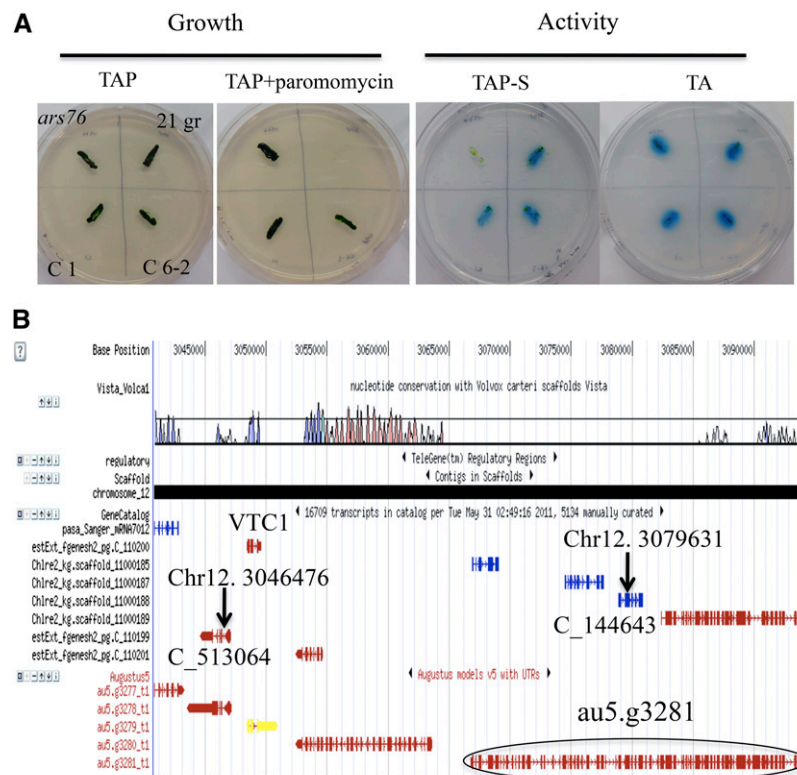 A
Growth
Activity
TAP
TAP+paromomycin
TAP-S
TA
ars76
21 gr
C 1
C 6-2
B
?
Base Position
3045000
3050000
3055000
3060000
3065000
3070000
3075000
3080000
3085000
3090000
Vista_Volca1
nucleotide conservation with Volvox carteri scaffolds Vista
regulatory
TeleGene(tm) Regulatory Regions
Scaffold
Contigs in Scaffolds
chromosome_12
GeneCatalog
16709 transcripts in catalog per Tue May 31 02:49:16 2011, 5134 manually curated
pasa_Sanger_mRNA7012
VTC1
estExt_fgenesh2_pg.C_110200
Chr12. 3079631
Chlre2_kg.scaffold_11000185
Chlre2_kg.scaffold_11000187
Chr12. 3046476
Chlre2_kg.scaffold_11000188
Chlre2_kg.scaffold_11000189
C_144643
estExt_fgenesh2_pg.C_110199
C_513064
estExt_fgenesh2_pg.C_110201
Augustus5
Augustus models v5 with UTRs
au5.g3277_t1
au5.g3278_t1
au5.g3281
au5.g3279_t1
au5.g3280_t1
au5.g3281_t1